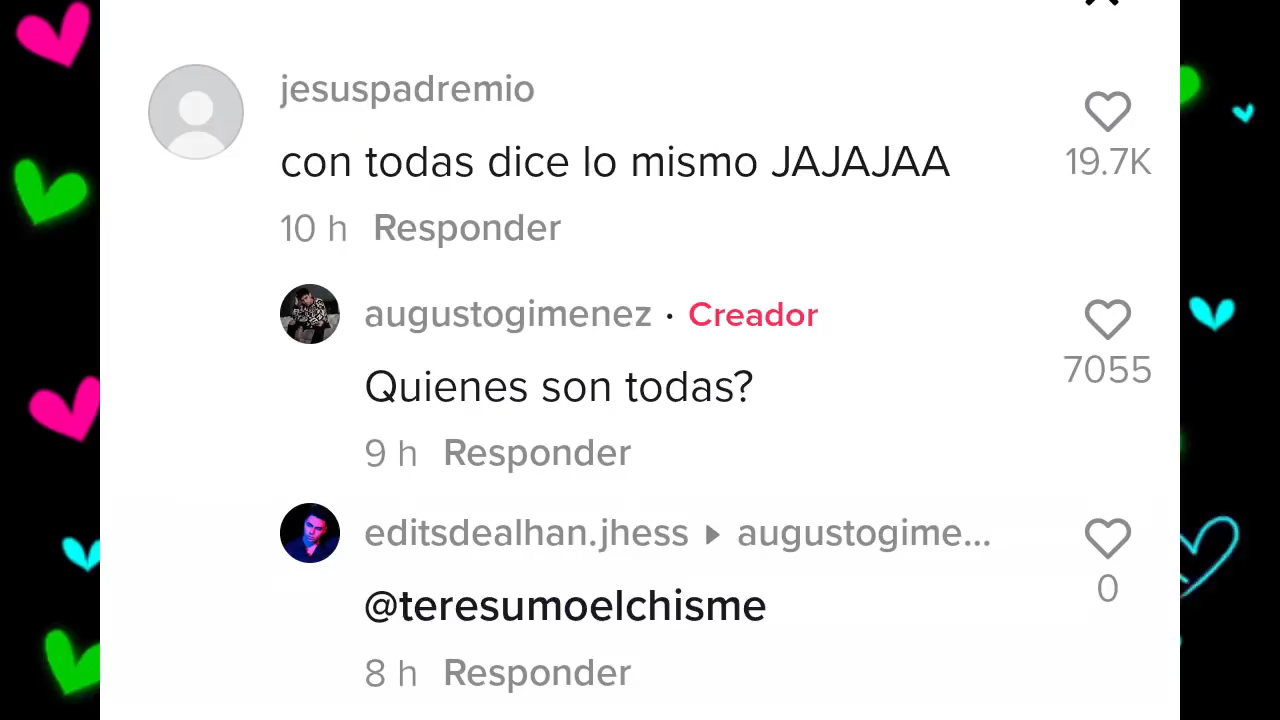 jesuspadremio
con todas dice lo mismo JAJAJAA
19.7K
10 h Responder
augustogimenez · Creador
Quienes son todas?
7055
9 h Responder
editsdealhan.jhess augustogime...
@teresumoelchisme
0
8 h Responder